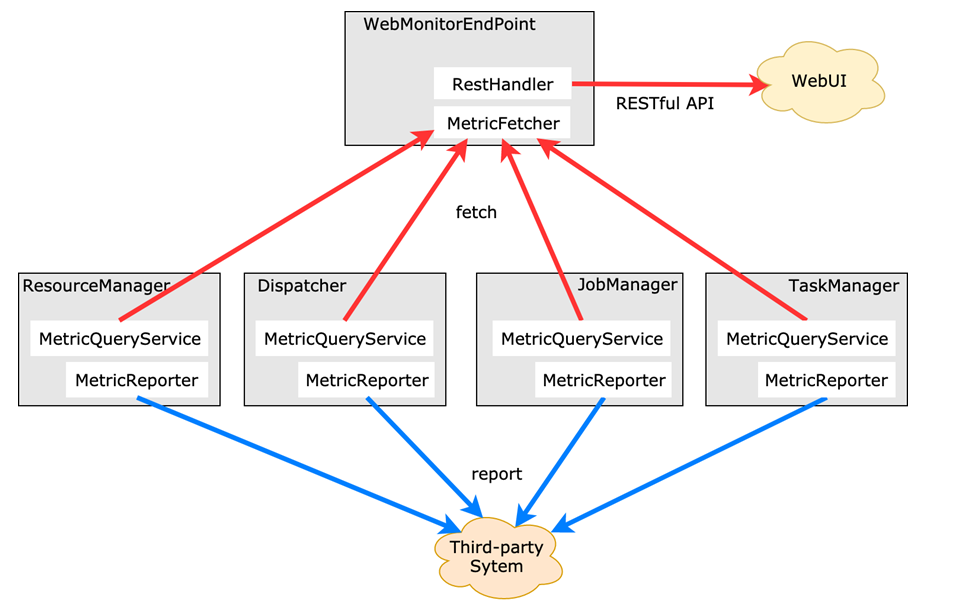 WebMonitorEndPoint
RestHandler
MetricFetcher
RESTful API
WebUI
fetch
ResourceManager
MetricQueryService
MetricReporter
Dispatcher
MetricQueryService
MetricReporter
JobManager
MetricQueryService
MetricReporter
TaskManager
MetricQueryService
MetricReporter
report
Third-party
Sytem